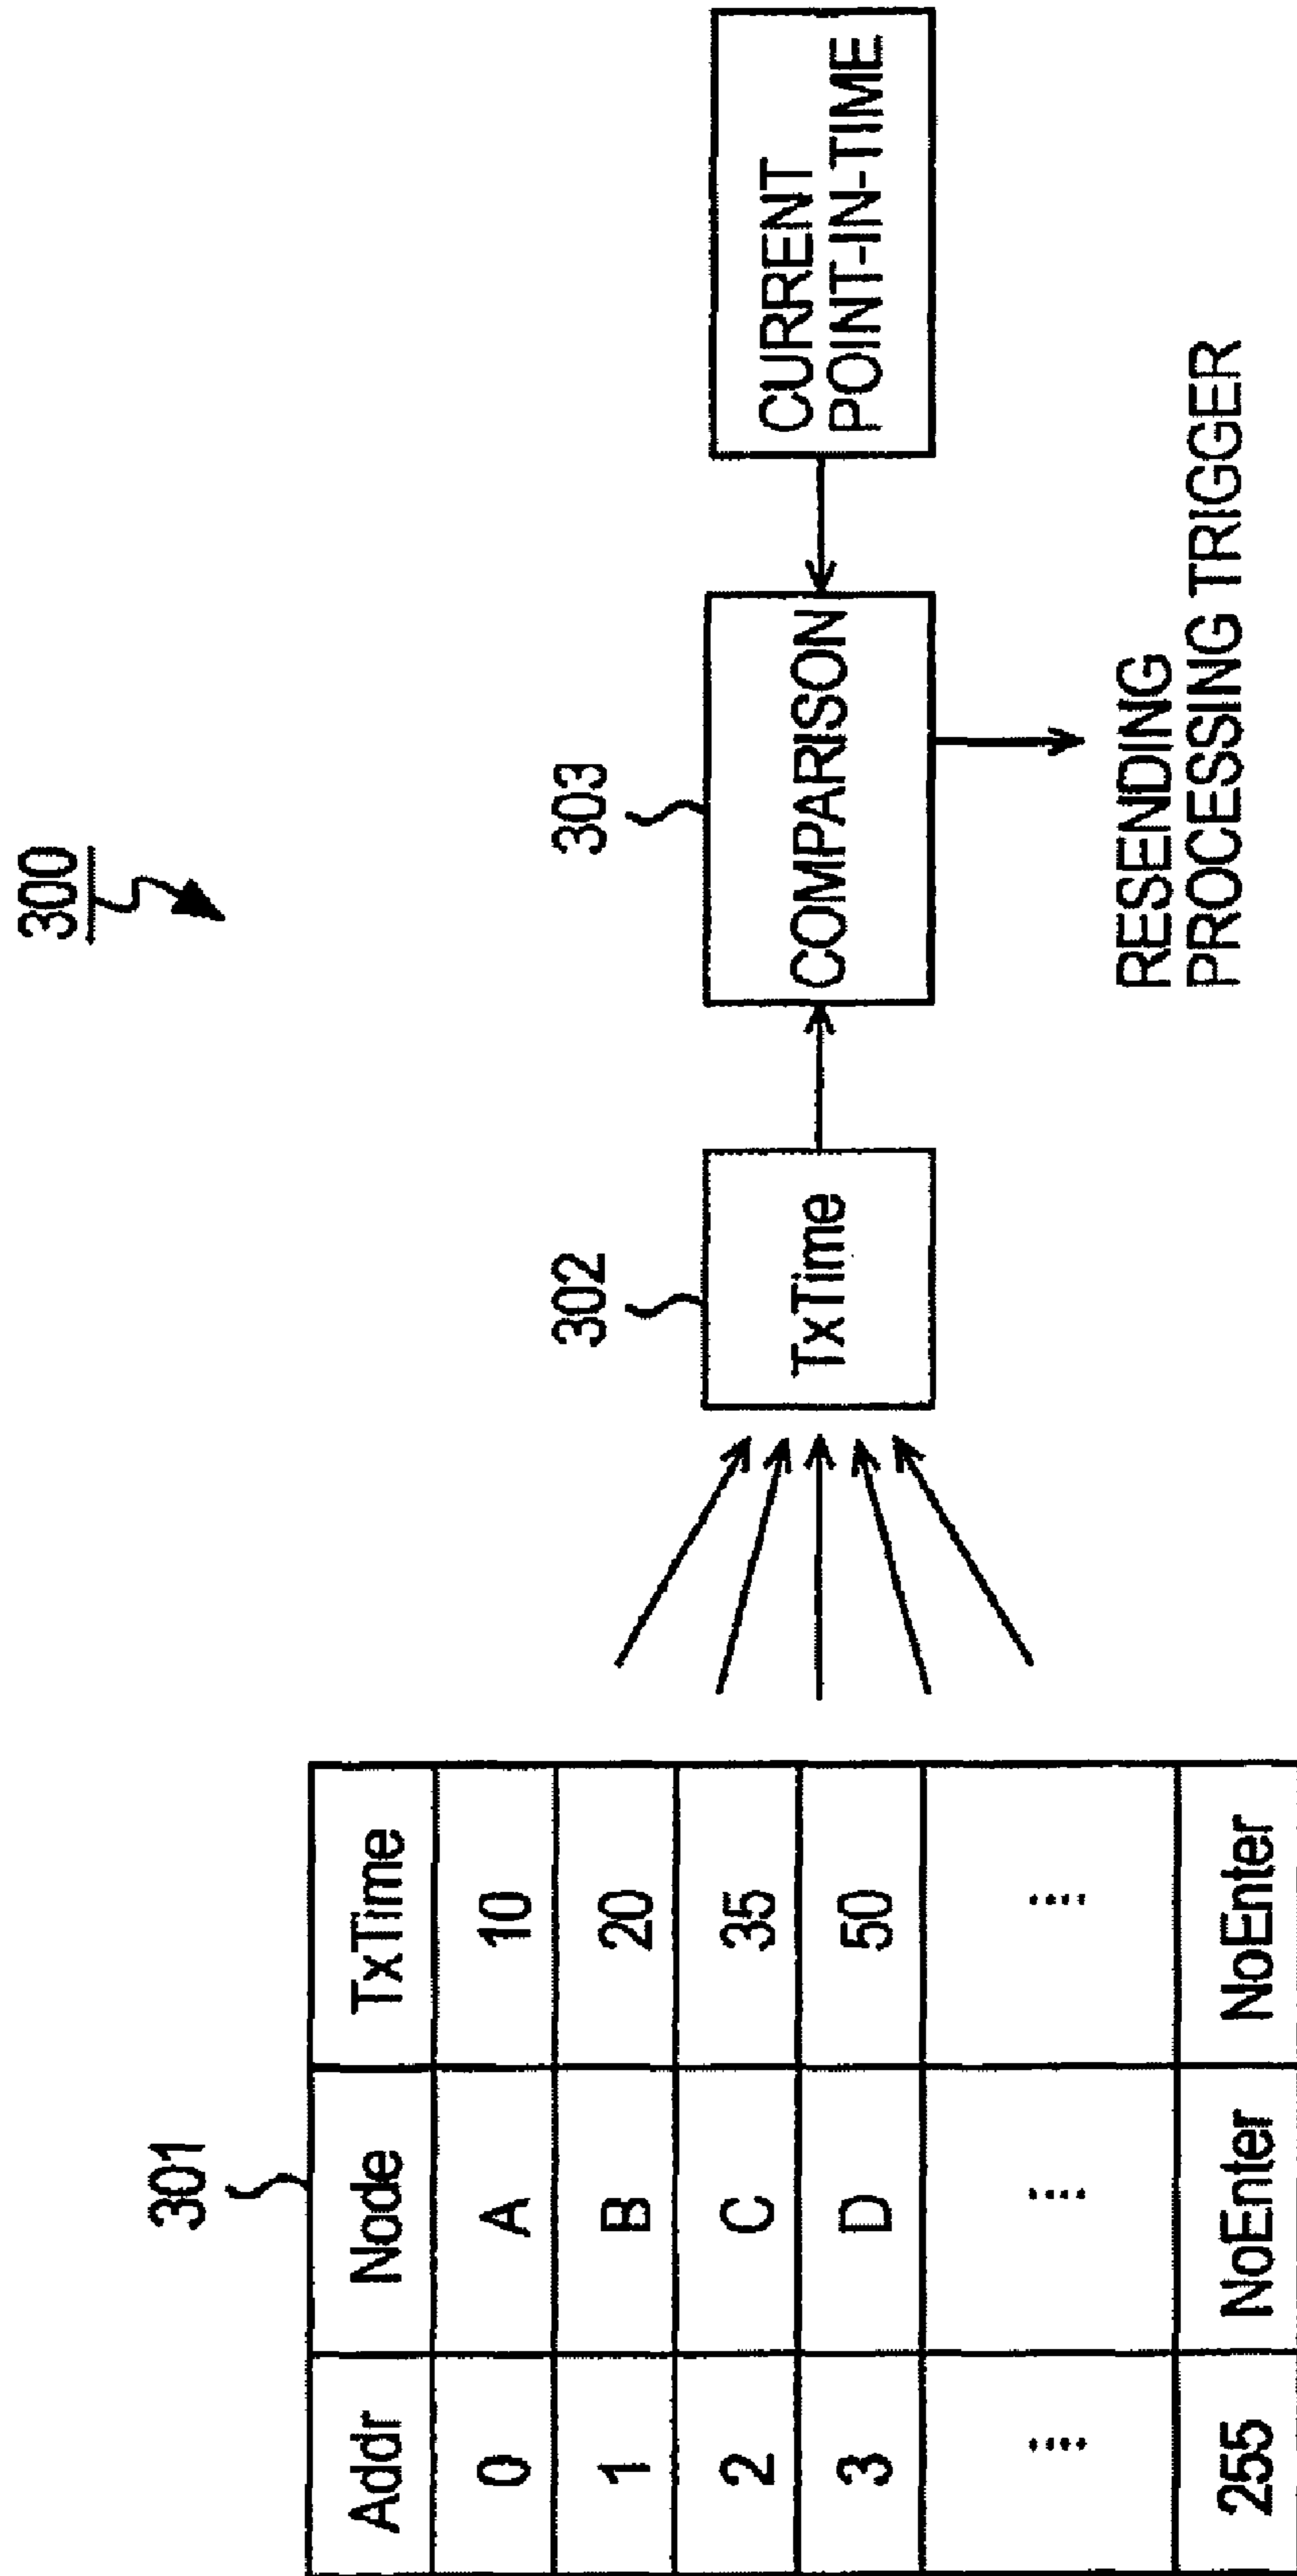 300
301
Addr Node TxTime
0 A 10
1 B 20
2 C 35
3 D 50
.... .... ....
255 NoEnter NoEnter
302
TxTime
303
COMPARISON
CURRENT
POINT-IN-TIME
RESENDING
PROCESSING TRIGGER